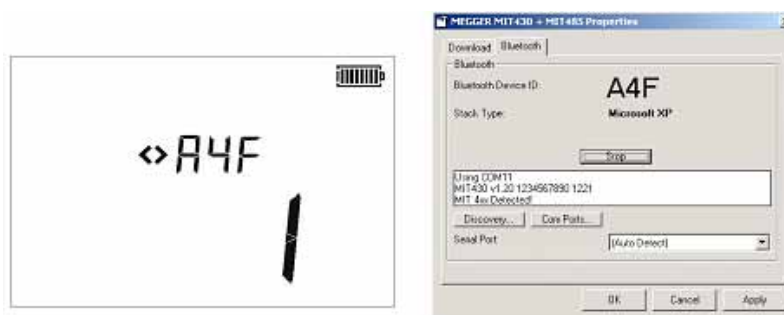 <> A4F
1
MEGGER MIT430 + MIT485 Properties
Download Bluetooth
Bluetooth
Bluetooth Device ID: A4F
Stack Type: Microsoft XP
Stop
Using COM11
MIT430 v1.20 1234567890 1221
MIT 4xx Detected!
Discovery... Com Ports...
Serial Port (Auto Detect)
OK Cancel Apply